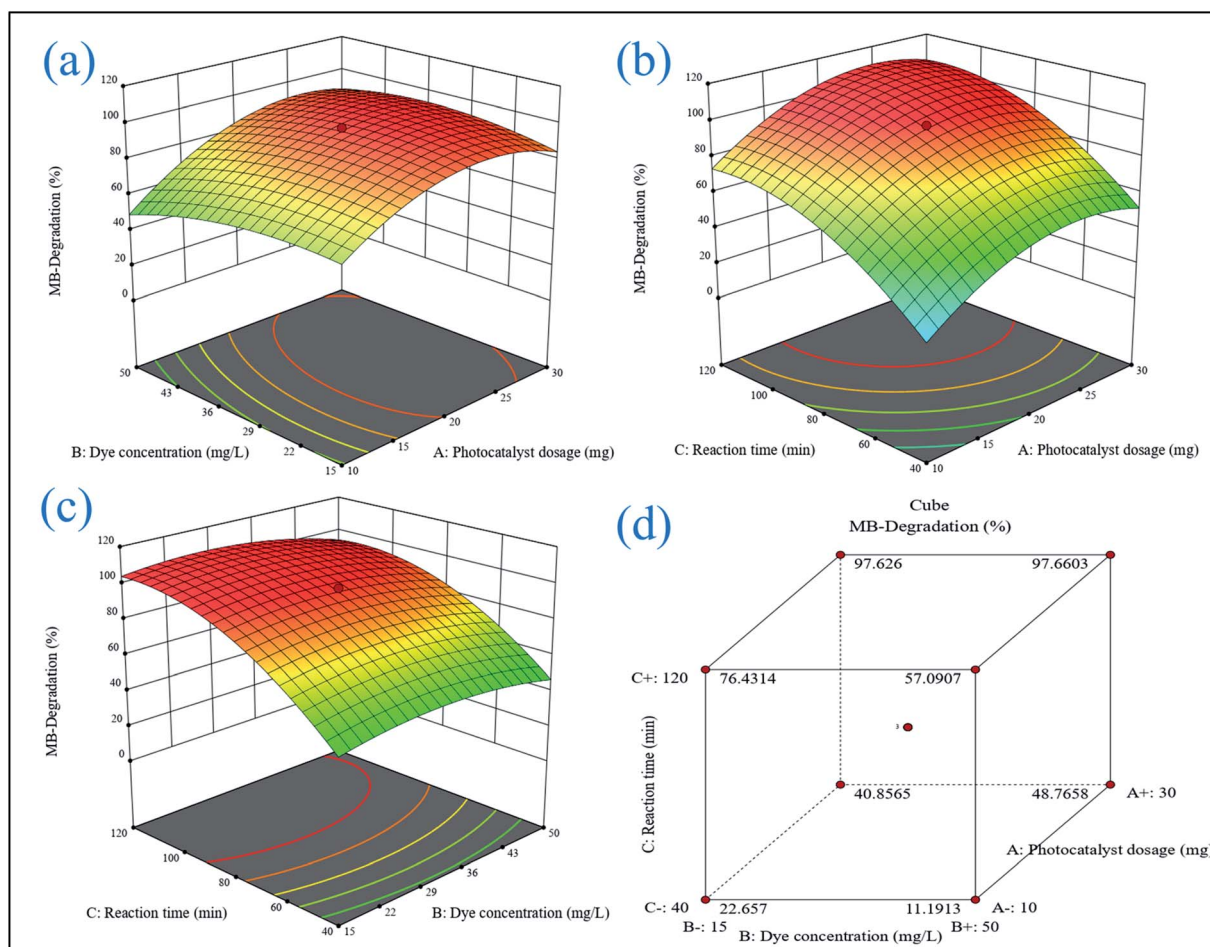 (a)
120
100
80
60
40
20
0
MB-Degradation (%)
50
43
36
29
22
15
10
15
20
25
30
B: Dye concentration (mg/L)
A: Photocatalyst dosage (mg)
(b)
120
100
80
60
40
20
0
MB-Degradation (%)
120
100
80
60
40
10
15
20
25
30
C: Reaction time (min)
A: Photocatalyst dosage (mg)
(c)
120
100
80
60
40
20
0
MB-Degradation (%)
120
100
80
60
40
15
22
29
36
43
50
C: Reaction time (min)
B: Dye concentration (mg/L)
(d)
Cube
MB-Degradation (%)
97.626
97.6603
C+: 120
76.4314
57.0907
3
C: Reaction time (min)
40.8565
48.7658
A+: 30
A: Photocatalyst dosage (mg)
C-: 40
22.657
11.1913
A-: 10
B-: 15
B+: 50
B: Dye concentration (mg/L)